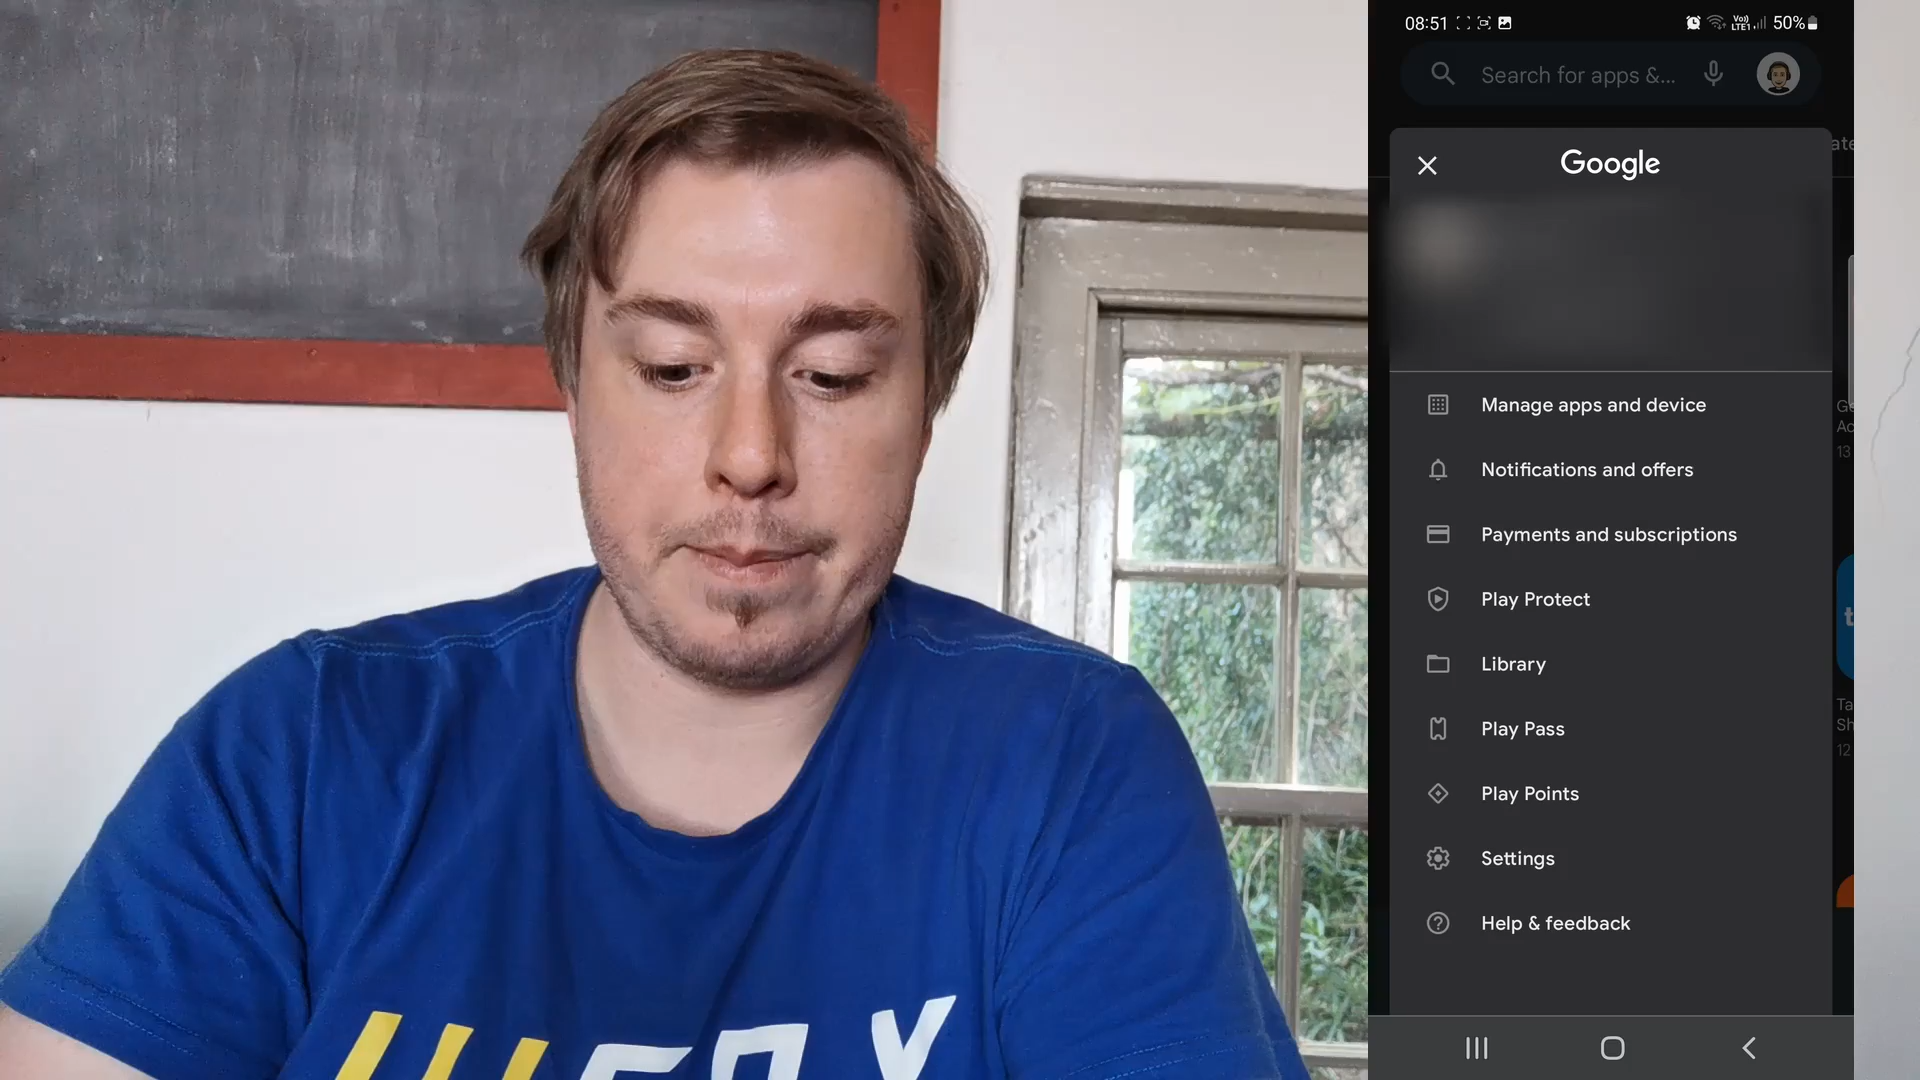 08:51
50%
Search for apps &...
Google
Manage apps and device
Notifications and offers
Payments and subscriptions
Play Protect
Library
Play Pass
Play Points
Settings
Help & feedback